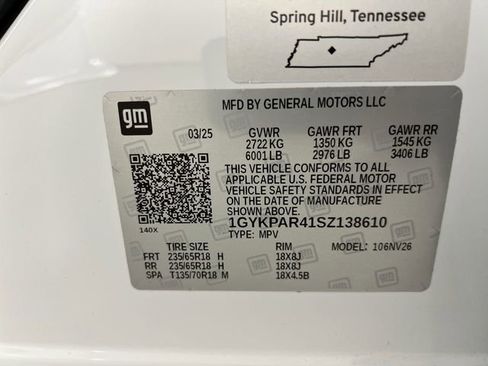 Spring Hill, Tennessee
gm
MFD BY GENERAL MOTORS LLC
03/25 GVWR GAWR FRT GAWR RR
2722 KG 1350 KG 1545 KG
6001 LB 2976 LB 3406 LB
THIS VEHICLE CONFORMS TO ALL
APPLICABLE U.S. FEDERAL MOTOR
VEHICLE SAFETY STANDARDS IN EFFECT
ON THE DATE OF MANUFACTURE SHOWN ABOVE.
1GYKPAR41SZ138610
140X TYPE: MPV
TIRE SIZE RIM MODEL: 106NV26
FRT 235/65R18 H 18X8J
RR 235/65R18 H 18X8J
SPA T135/70R18 M 18X4.5B